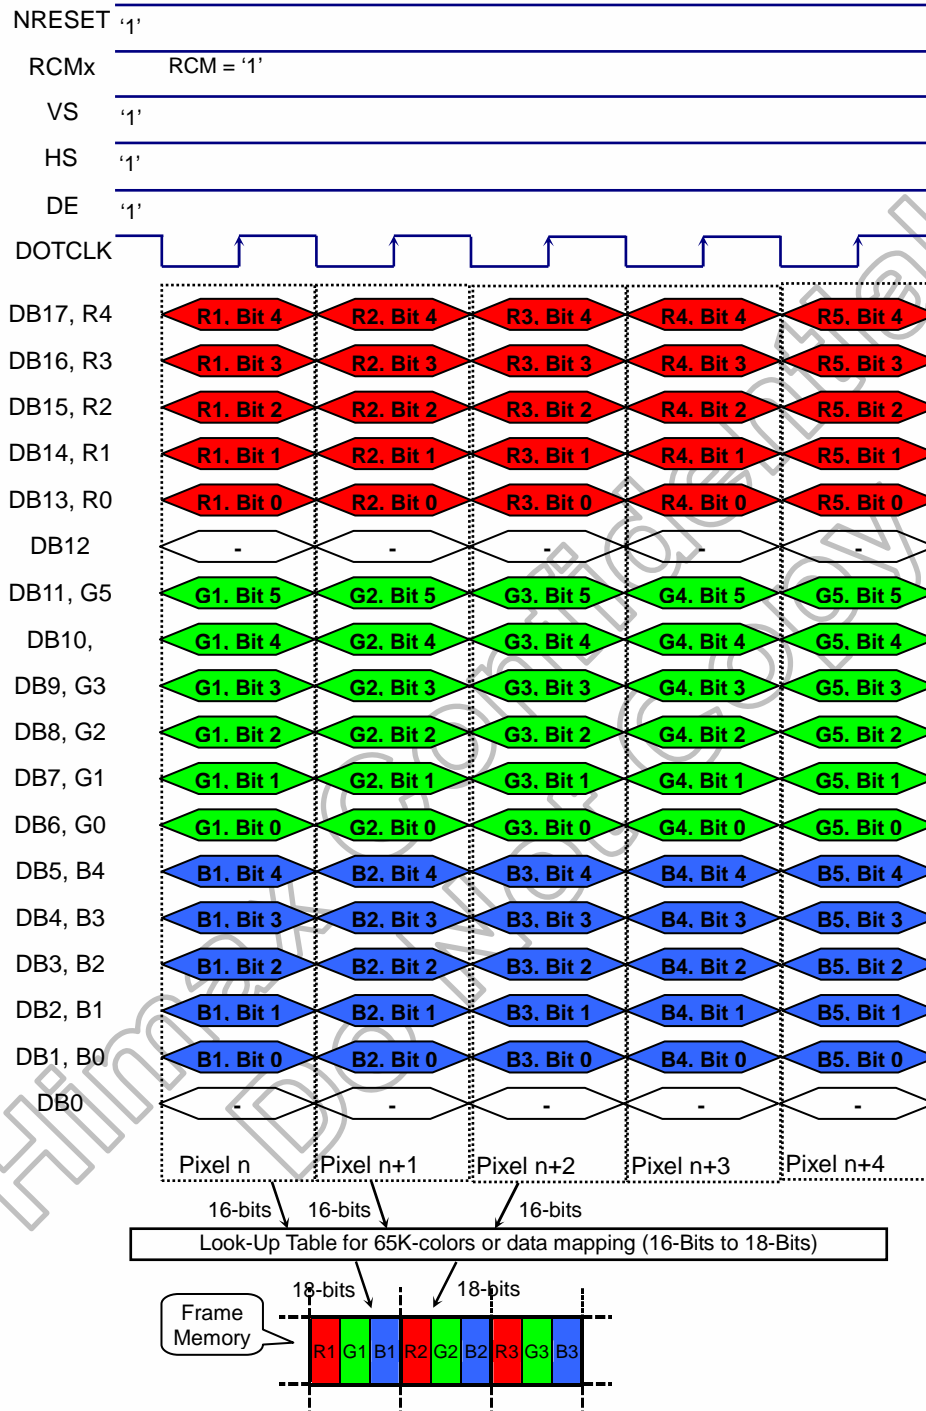 NRESET '1'
RCMx RCM = '1'
VS '1'
HS '1'
DE '1'
DOTCLK
DB17, R4 R1, Bit 4 R2, Bit 4 R3, Bit 4 R4, Bit 4 R5, Bit 4
DB16, R3 R1. Bit 3 R2. Bit 3 R3. Bit 3 R4. Bit 3 R5. Bit 3
DB15, R2 R1. Bit 2 R2. Bit 2 R3. Bit 2 R4. Bit 2 R5. Bit 2
DB14, R1 R1, Bit 1 R2, Bit 1 R3, Bit 1 R4, Bit 1 R5, Bit 1
DB13, R0 R1. Bit 0 R2. Bit 0 R3. Bit 0 R4. Bit 0 R5. Bit 0
DB12 - - - - -
DB11, G5 G1. Bit 5 G2. Bit 5 G3. Bit 5 G4. Bit 5 G5. Bit 5
DB10, G1, Bit 4 G2, Bit 4 G3, Bit 4 G4, Bit 4 G5, Bit 4
DB9, G3 G1, Bit 3 G2, Bit 3 G3, Bit 3 G4, Bit 3 G5, Bit 3
DB8, G2 G1. Bit 2 G2. Bit 2 G3. Bit 2 G4. Bit 2 G5. Bit 2
DB7, G1 G1, Bit 1 G2, Bit 1 G3, Bit 1 G4, Bit 1 G5, Bit 1
DB6, G0 G1. Bit 0 G2. Bit 0 G3. Bit 0 G4. Bit 0 G5. Bit 0
DB5, B4 B1, Bit 4 B2, Bit 4 B3, Bit 4 B4, Bit 4 B5, Bit 4
DB4, B3 B1, Bit 3 B2, Bit 3 B3, Bit 3 B4, Bit 3 B5, Bit 3
DB3, B2 B1. Bit 2 B2. Bit 2 B3. Bit 2 B4. Bit 2 B5. Bit 2
DB2, B1 B1, Bit 1 B2, Bit 1 B3, Bit 1 B4, Bit 1 B5, Bit 1
DB1, B0 B1. Bit 0 B2. Bit 0 B3. Bit 0 B4. Bit 0 B5. Bit 0
DB0 - - - - -
Pixel n Pixel n+1 Pixel n+2 Pixel n+3 Pixel n+4
16-bits 16-bits 16-bits
Look-Up Table for 65K-colors or data mapping (16-Bits to 18-Bits)
18-bits 18-bits
Frame
Memory
R1 G1 B1 R2 G2 B2 R3 G3 B3
Himax Confidential
Do Not Copy